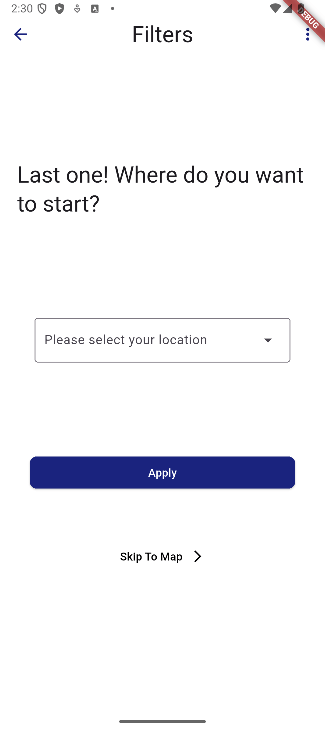 2:30
DEBUG
Filters
Last one! Where do you want
to start?
Please select your location
Apply
Skip To Map